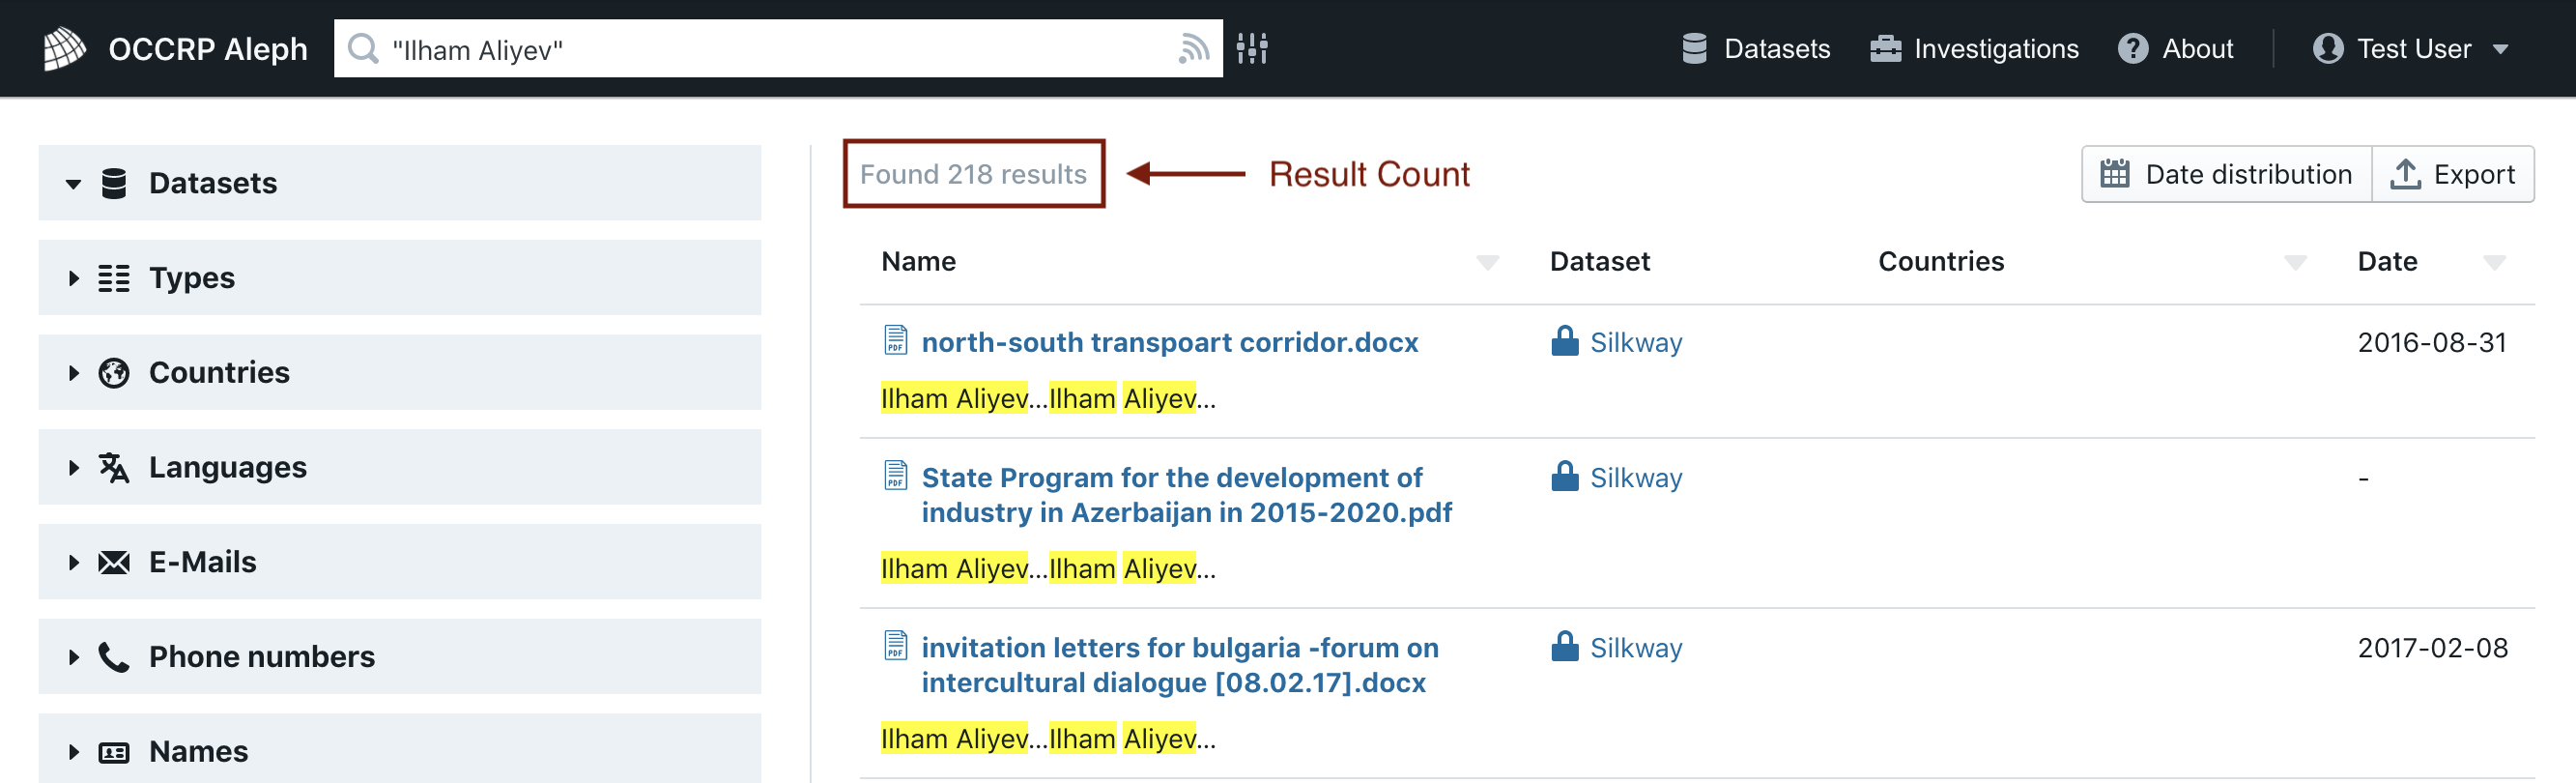 OCCRP Aleph
"Ilham Aliyev"
Datasets
Investigations
About
Test User
Datasets
Types
Countries
Languages
E-Mails
Phone numbers
Names
Found 218 results
Result Count
Date distribution
Export
Name Dataset Countries Date
north-south transpoart corridor.docx Silkway 2016-08-31
Ilham Aliyev...Ilham Aliyev...
State Program for the development of Silkway -
industry in Azerbaijan in 2015-2020.pdf
Ilham Aliyev...Ilham Aliyev...
invitation letters for bulgaria -forum on Silkway 2017-02-08
intercultural dialogue [08.02.17].docx
Ilham Aliyev...Ilham Aliyev...